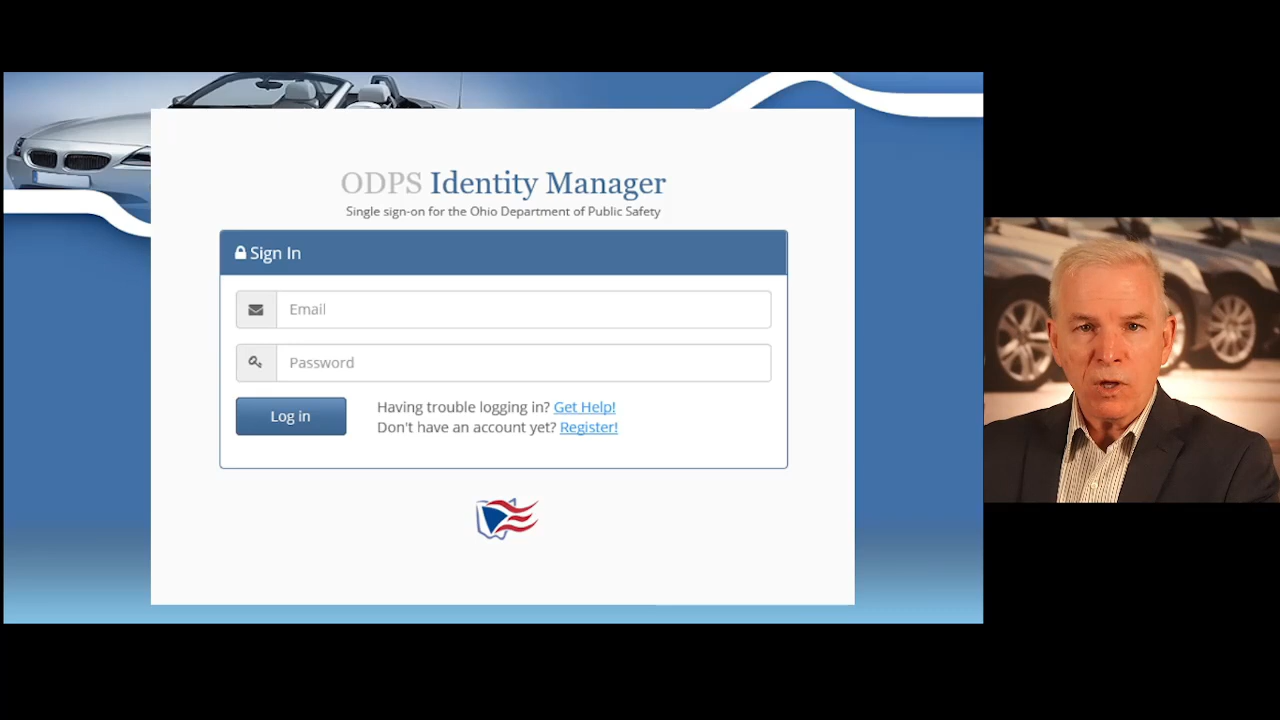 ODPS Identity Manager
Single sign-on for the Ohio Department of Public Safety
Sign In
Email
Password
Log in
Having trouble logging in? Get Help!
Don't have an account yet? Register!